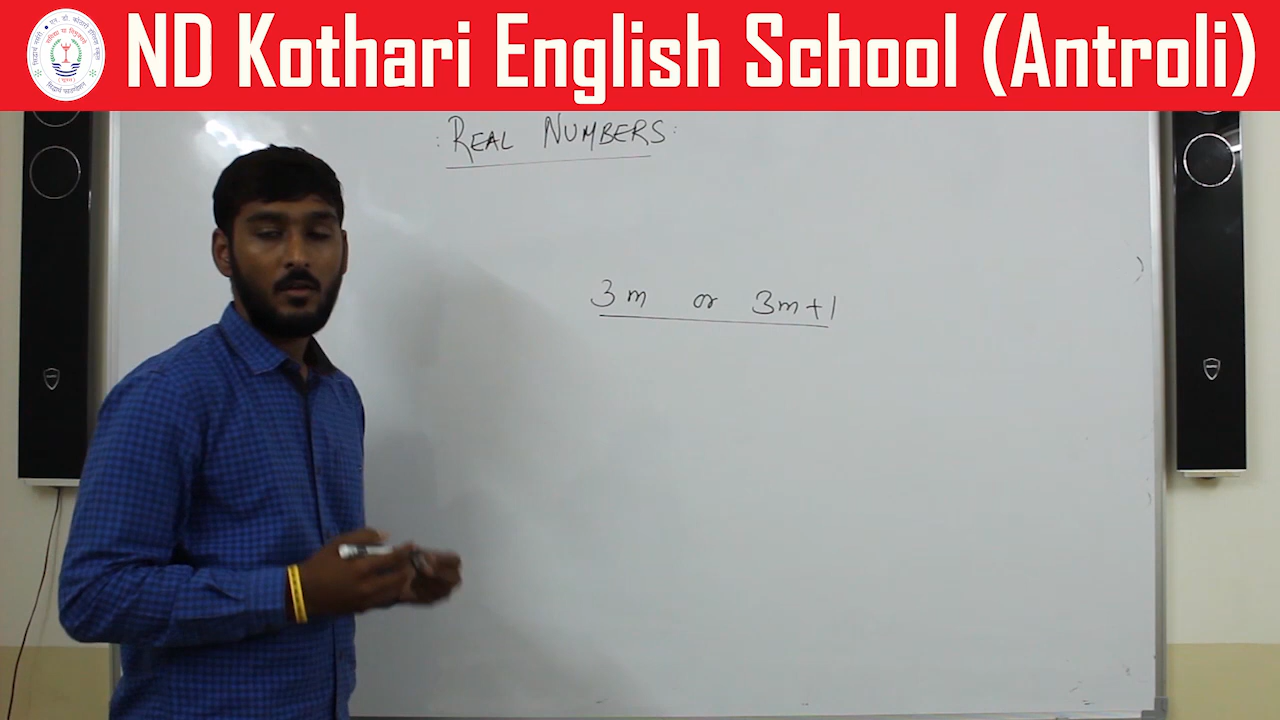 ND Kothari English School (Antroli)
: REAL NUMBERS :
3m or 3m+1